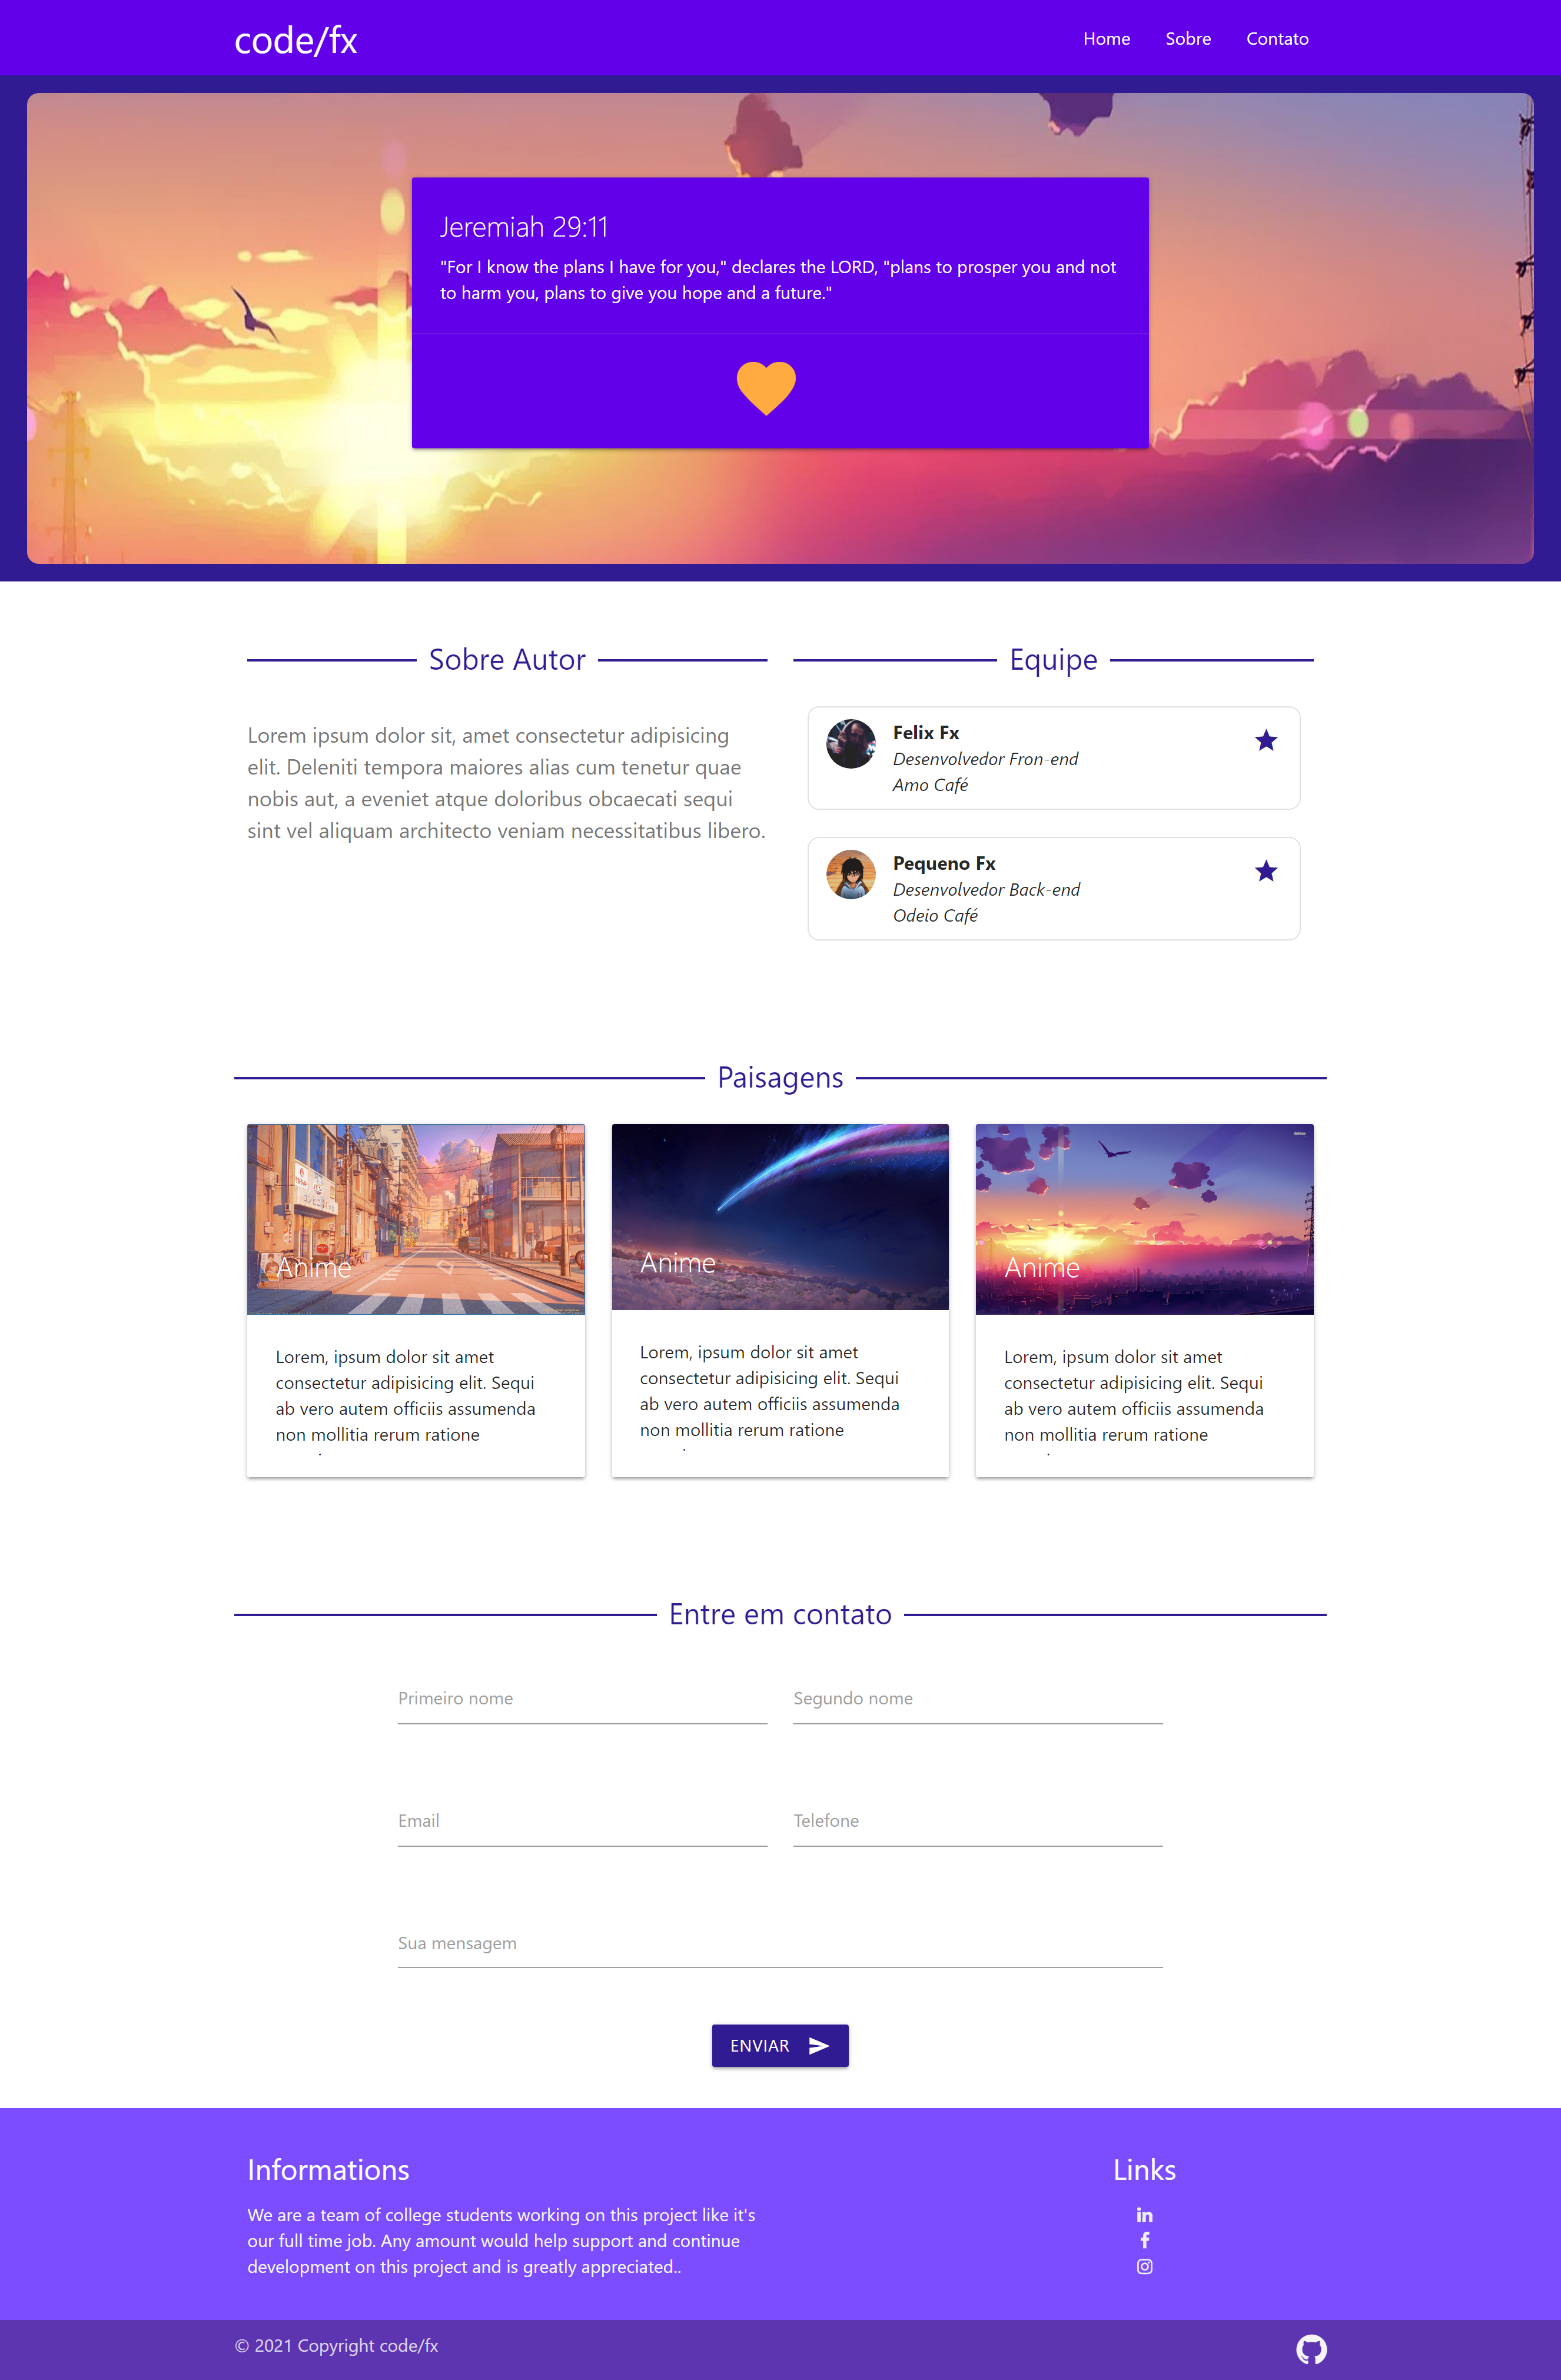 code/fx
Home
Sobre
Contato
Jeremiah 29:11
"For I know the plans I have for you," declares the LORD, "plans to prosper you and not
to harm you, plans to give you hope and a future."
Sobre Autor
Lorem ipsum dolor sit, amet consectetur adipisicing
elit. Deleniti tempora maiores alias cum tenetur quae
nobis aut, a eveniet atque doloribus obcaecati sequi
sint vel aliquam architecto veniam necessitatibus libero.
Equipe
Felix Fx
Desenvolvedor Fron-end
Amo Café
Pequeno Fx
Desenvolvedor Back-end
Odeio Café
Paisagens
Anime
Lorem, ipsum dolor sit amet
consectetur adipisicing elit. Sequi
ab vero autem officiis assumenda
non mollitia rerum ratione
Anime
Lorem, ipsum dolor sit amet
consectetur adipisicing elit. Sequi
ab vero autem officiis assumenda
non mollitia rerum ratione
Anime
Lorem, ipsum dolor sit amet
consectetur adipisicing elit. Sequi
ab vero autem officiis assumenda
non mollitia rerum ratione
Entre em contato
Primeiro nome
Segundo nome
Email
Telefone
Sua mensagem
ENVIAR
Informations
We are a team of college students working on this project like it's
our full time job. Any amount would help support and continue
development on this project and is greatly appreciated..
Links
© 2021 Copyright code/fx